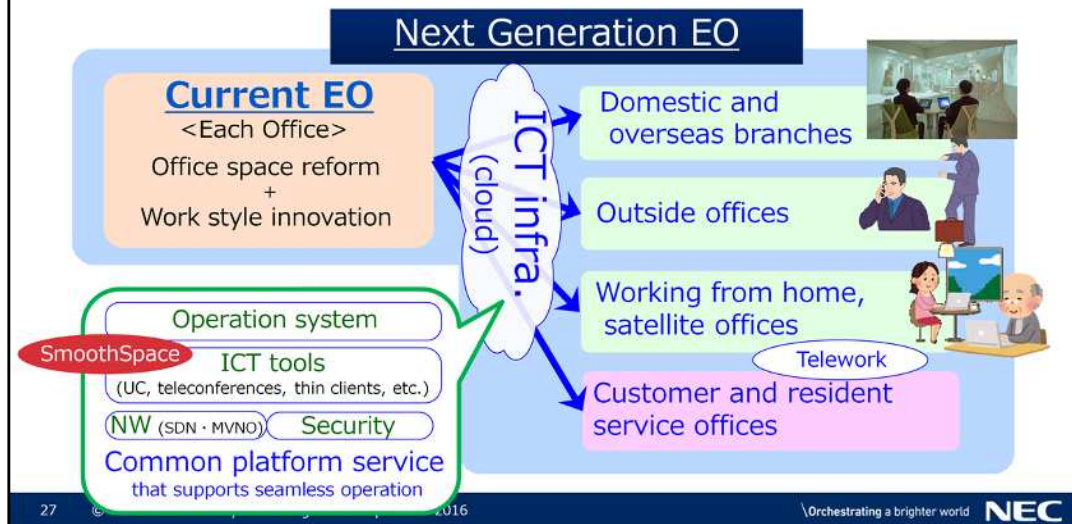 Next Generation EO
Current EO
<Each Office>
Office space reform
+
Work style innovation
ICT infra.
(cloud)
Domestic and
overseas branches
Outside offices
Working from home,
satellite offices
Telework
Customer and resident
service offices
Operation system
SmoothSpace
ICT tools
(UC, teleconferences, thin clients, etc.)
NW (SDN・MVNO)
Security
Common platform service
that supports seamless operation
27 ©
2016
\Orchestrating a brighter world
NEC